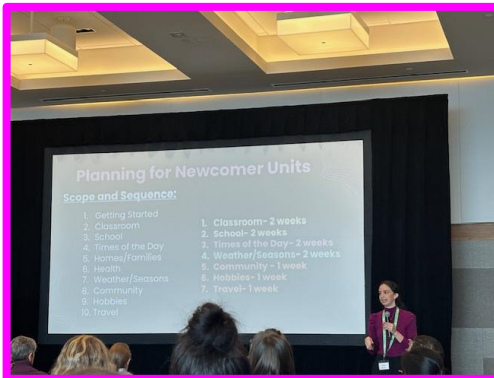 Planning for Newcomer Units
Scope and Sequence:
1. Getting Started
2. Classroom
3. School
4. Times of the Day
5. Homes/Families
6. Health
7. Weather/Seasons
8. Community
9. Hobbies
10. Travel
1. Classroom- 2 weeks
2. School- 2 weeks
3. Times of the Day- 2 weeks
4. Weather/Seasons- 2 weeks
5. Community - 1 week
6. Hobbies- 1 week
7. Travel- 1 week